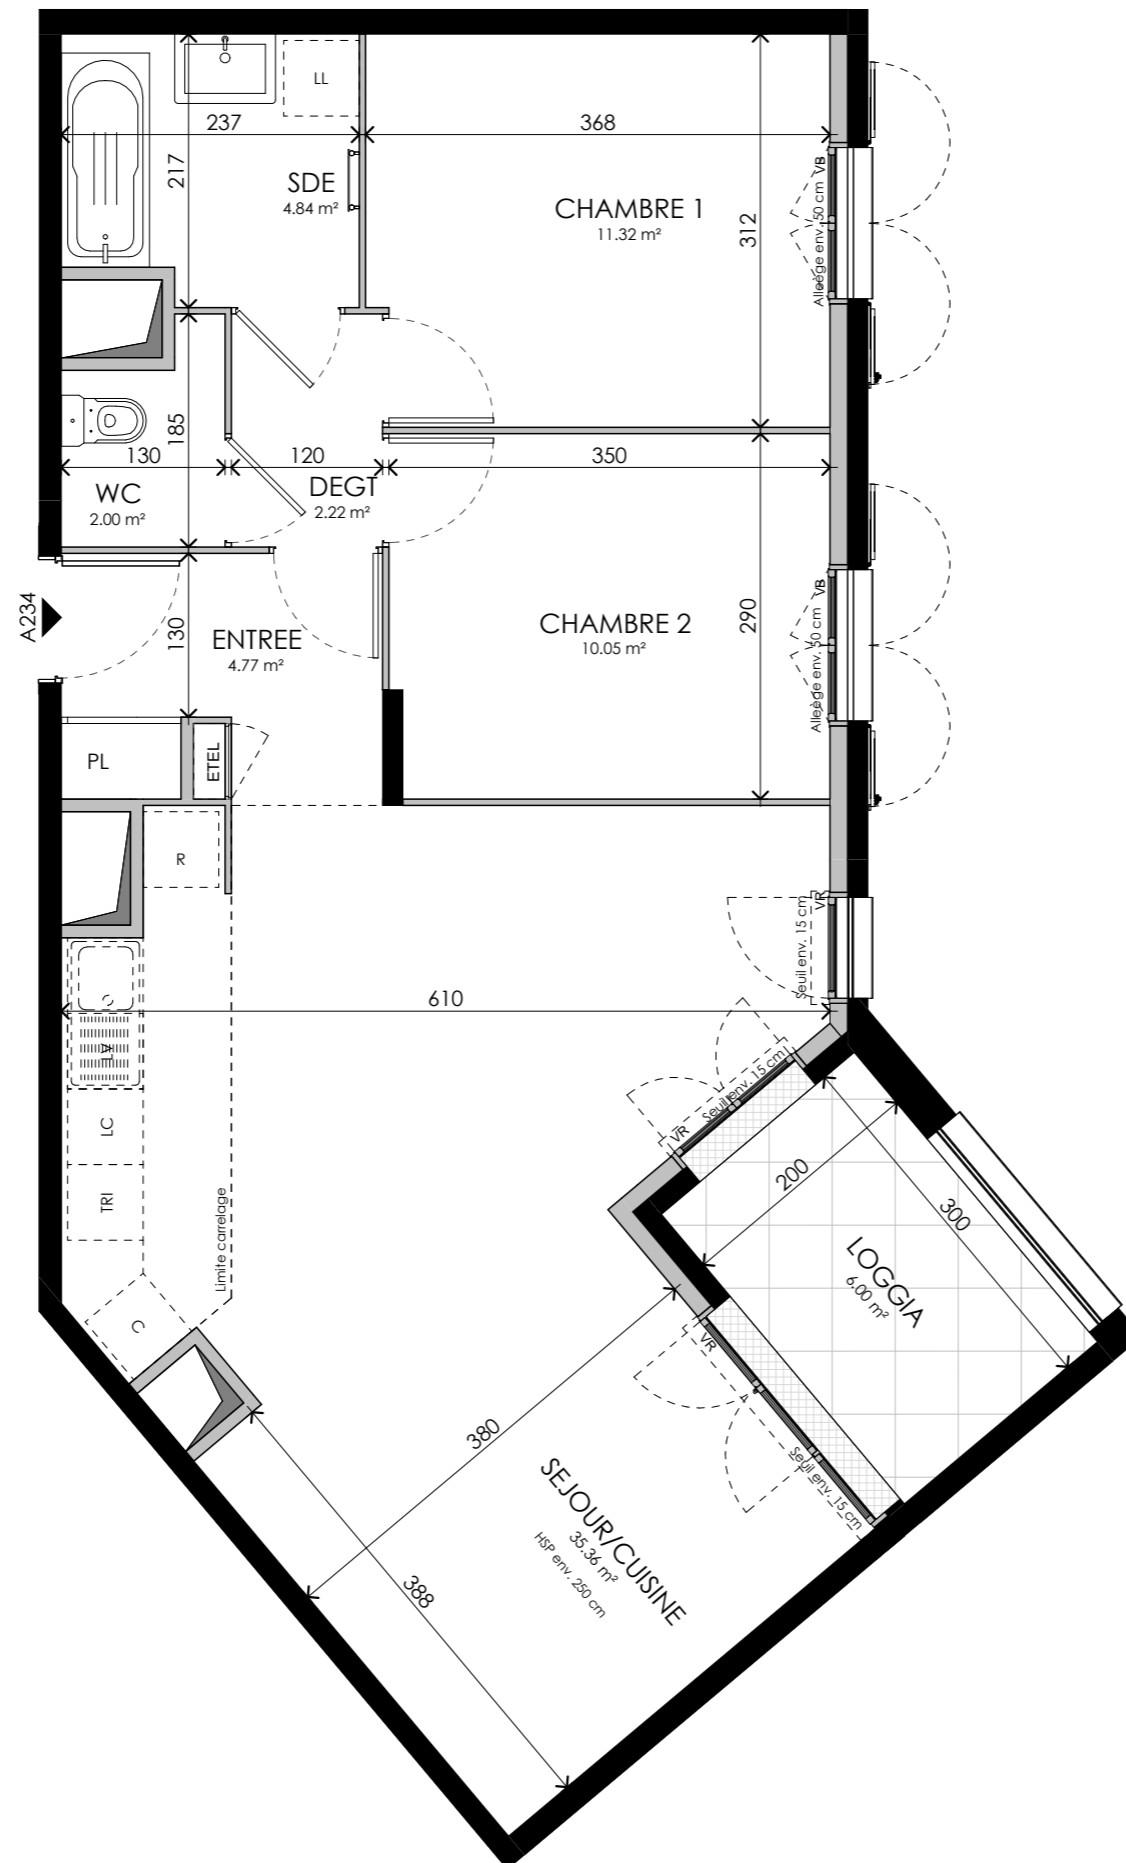 LL
237
368
217
SDE
4.84 m²
CHAMBRE 1
11.32 m²
312
VB
Alleège env. 50 cm
185
130
120
350
WC
2.00 m²
DEGT
2.22 m²
A234
130
ENTREE
4.77 m²
CHAMBRE 2
10.05 m²
290
VB
Alleège env. 50 cm
PL
ETEL
R
VR
Seuil env. 15 cm
610
LV
LC
TRI
C
Limite carrelage
VR
Seuil env. 15 cm
200
300
LOGGIA
6.00 m²
VR
Seuil env. 15 cm
380
388
SEJOUR/CUISINE
35.36 m²
HSP env. 250 cm